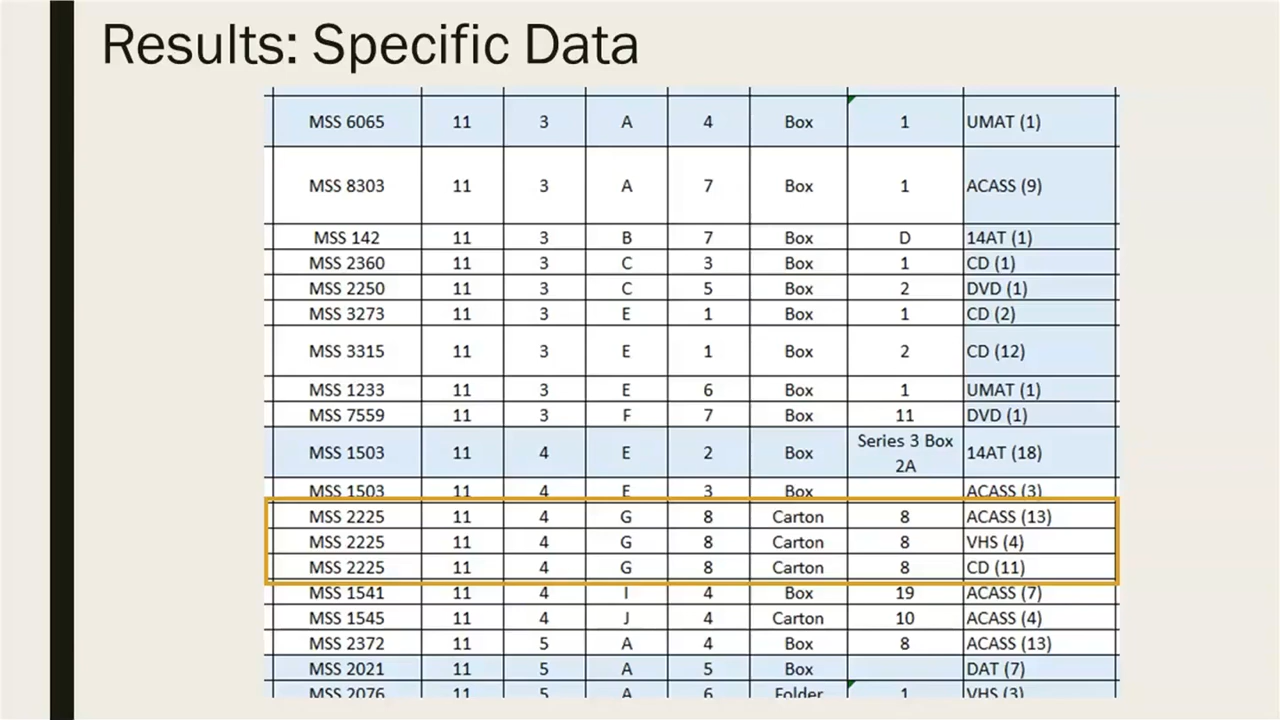 Results: Specific Data
MSS 6065 11 3 A 4 Box 1 UMAT (1)
MSS 8303 11 3 A 7 Box 1 ACASS (9)
MSS 142 11 3 B 7 Box D 14AT (1)
MSS 2360 11 3 C 3 Box 1 CD (1)
MSS 2250 11 3 C 5 Box 2 DVD (1)
MSS 3273 11 3 E 1 Box 1 CD (2)
MSS 3315 11 3 E 1 Box 2 CD (12)
MSS 1233 11 3 E 6 Box 1 UMAT (1)
MSS 7559 11 3 F 7 Box 11 DVD (1)
MSS 1503 11 4 E 2 Box Series 3 Box 2A 14AT (18)
MSS 1503 11 4 E 3 Box ACASS (3)
MSS 2225 11 4 G 8 Carton 8 ACASS (13)
MSS 2225 11 4 G 8 Carton 8 VHS (4)
MSS 2225 11 4 G 8 Carton 8 CD (11)
MSS 1541 11 4 I 4 Box 19 ACASS (7)
MSS 1545 11 4 J 4 Carton 10 ACASS (4)
MSS 2372 11 5 A 4 Box 8 ACASS (13)
MSS 2021 11 5 A 5 Box DAT (7)
MSS 2076 11 5 A 6 Folder 1 VHS (3)